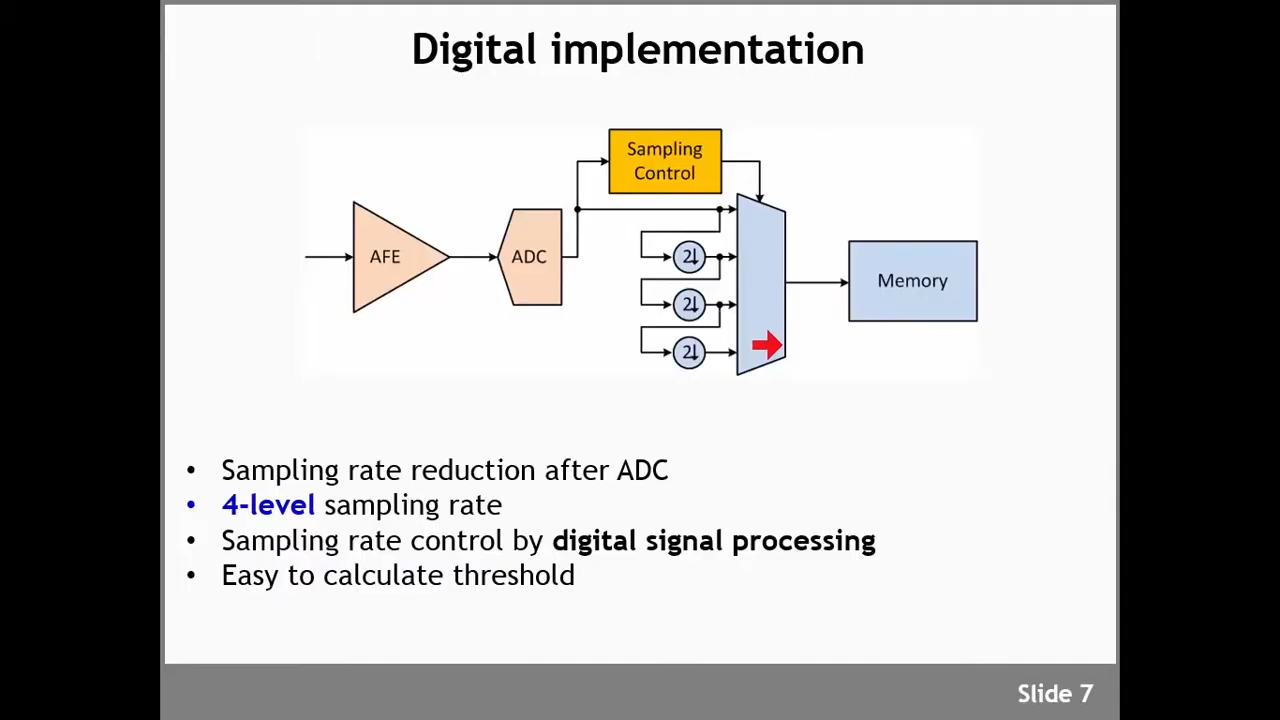 Digital implementation
Sampling
Control
AFE
ADC
2↓
2↓
2↓
Memory
• Sampling rate reduction after ADC
• 4-level sampling rate
• Sampling rate control by digital signal processing
• Easy to calculate threshold
Slide 7